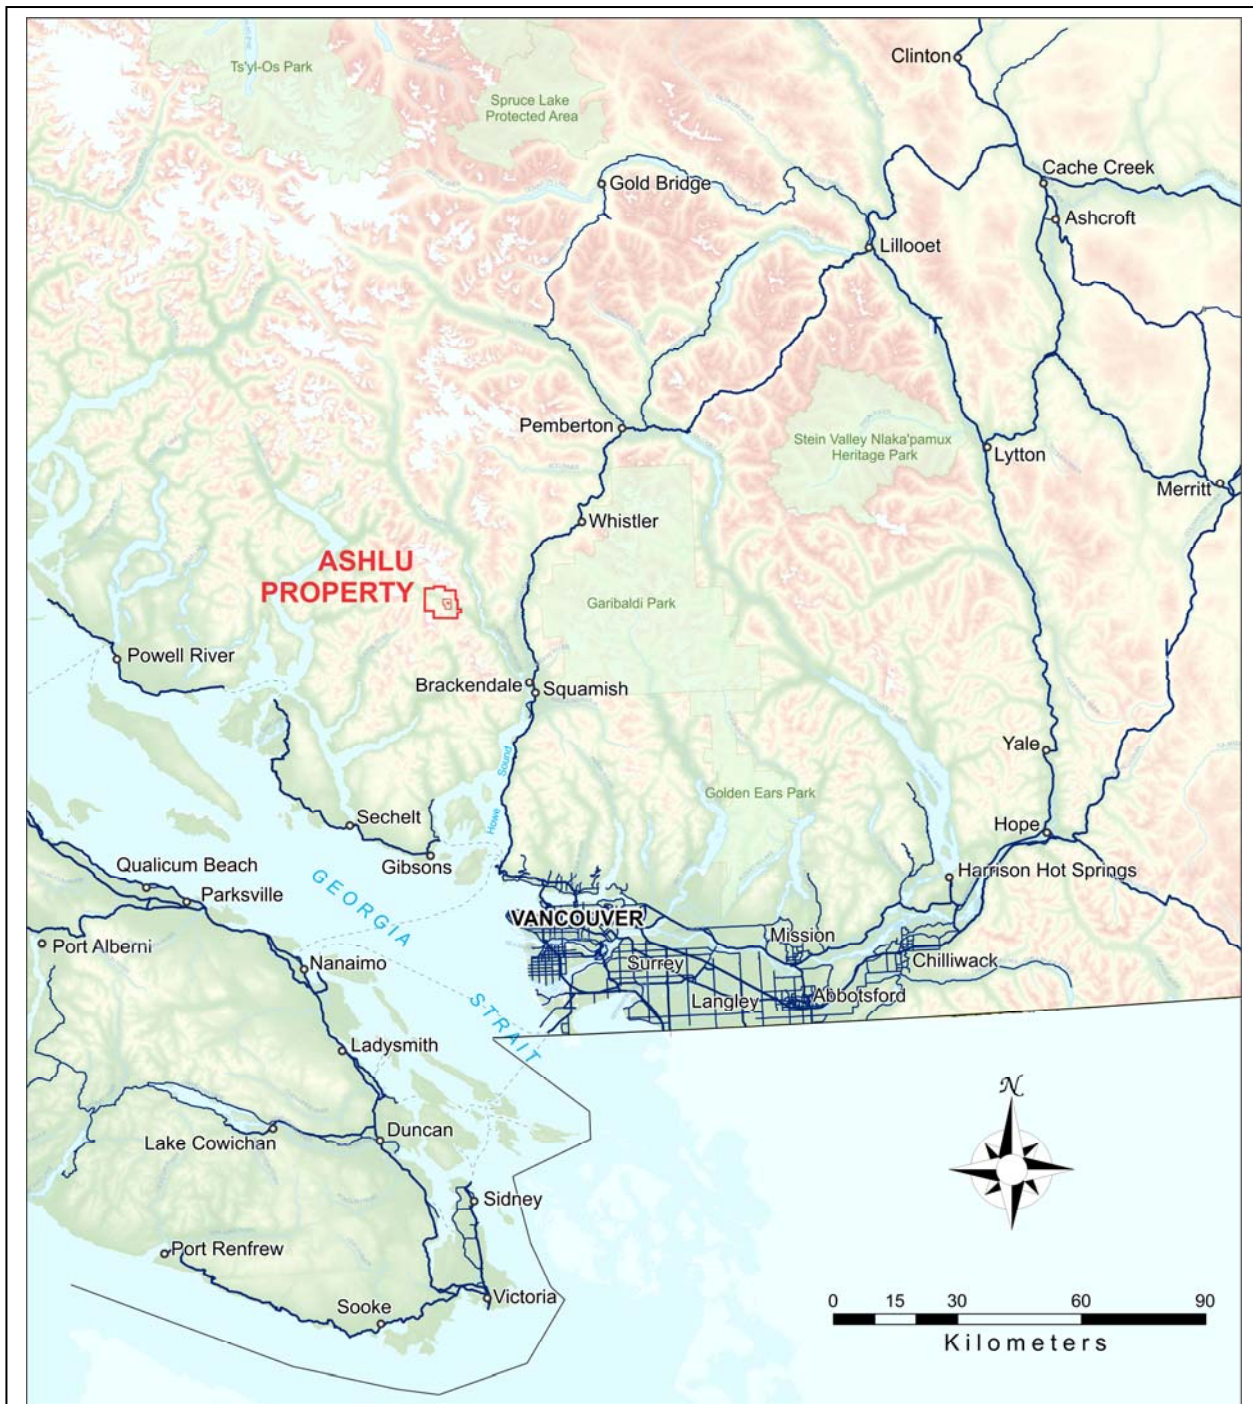 Clinton
Ts'yl-Os Park
Spruce Lake
Protected Area
Cache Creek
Gold Bridge
Ashcroft
Lillooet
Pemberton
Stein Valley Nlaka'pamux
Heritage Park
Lytton
Merritt
Whistler
ASHLU
PROPERTY
Garibaldi Park
Powell River
Brackendale
Squamish
Yale
Howe Sound
Golden Ears Park
Sechelt
Hope
Gibsons
Qualicum Beach
Harrison Hot Springs
Parksville
GEORGIA
STRAIT
VANCOUVER
Port Alberni
Mission
Nanaimo
Surrey
Chilliwack
Langley
Abbotsford
Ladysmith
N
Duncan
Lake Cowichan
Sidney
Port Renfrew
Victoria
Sooke
0 15 30 60 90
Kilometers